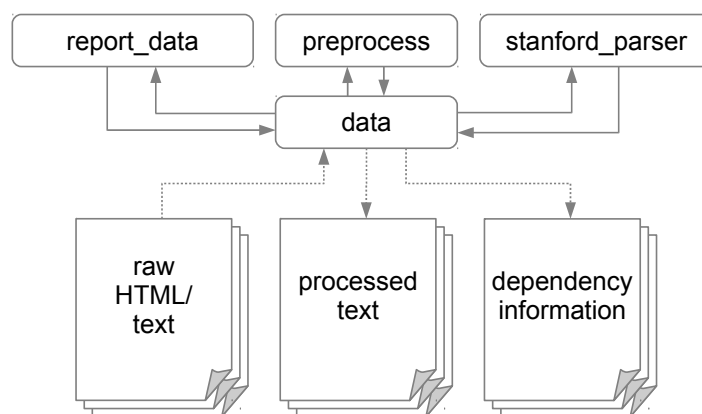 report_data
preprocess
stanford_parser
data
raw
HTML/
text
processed
text
dependency
information